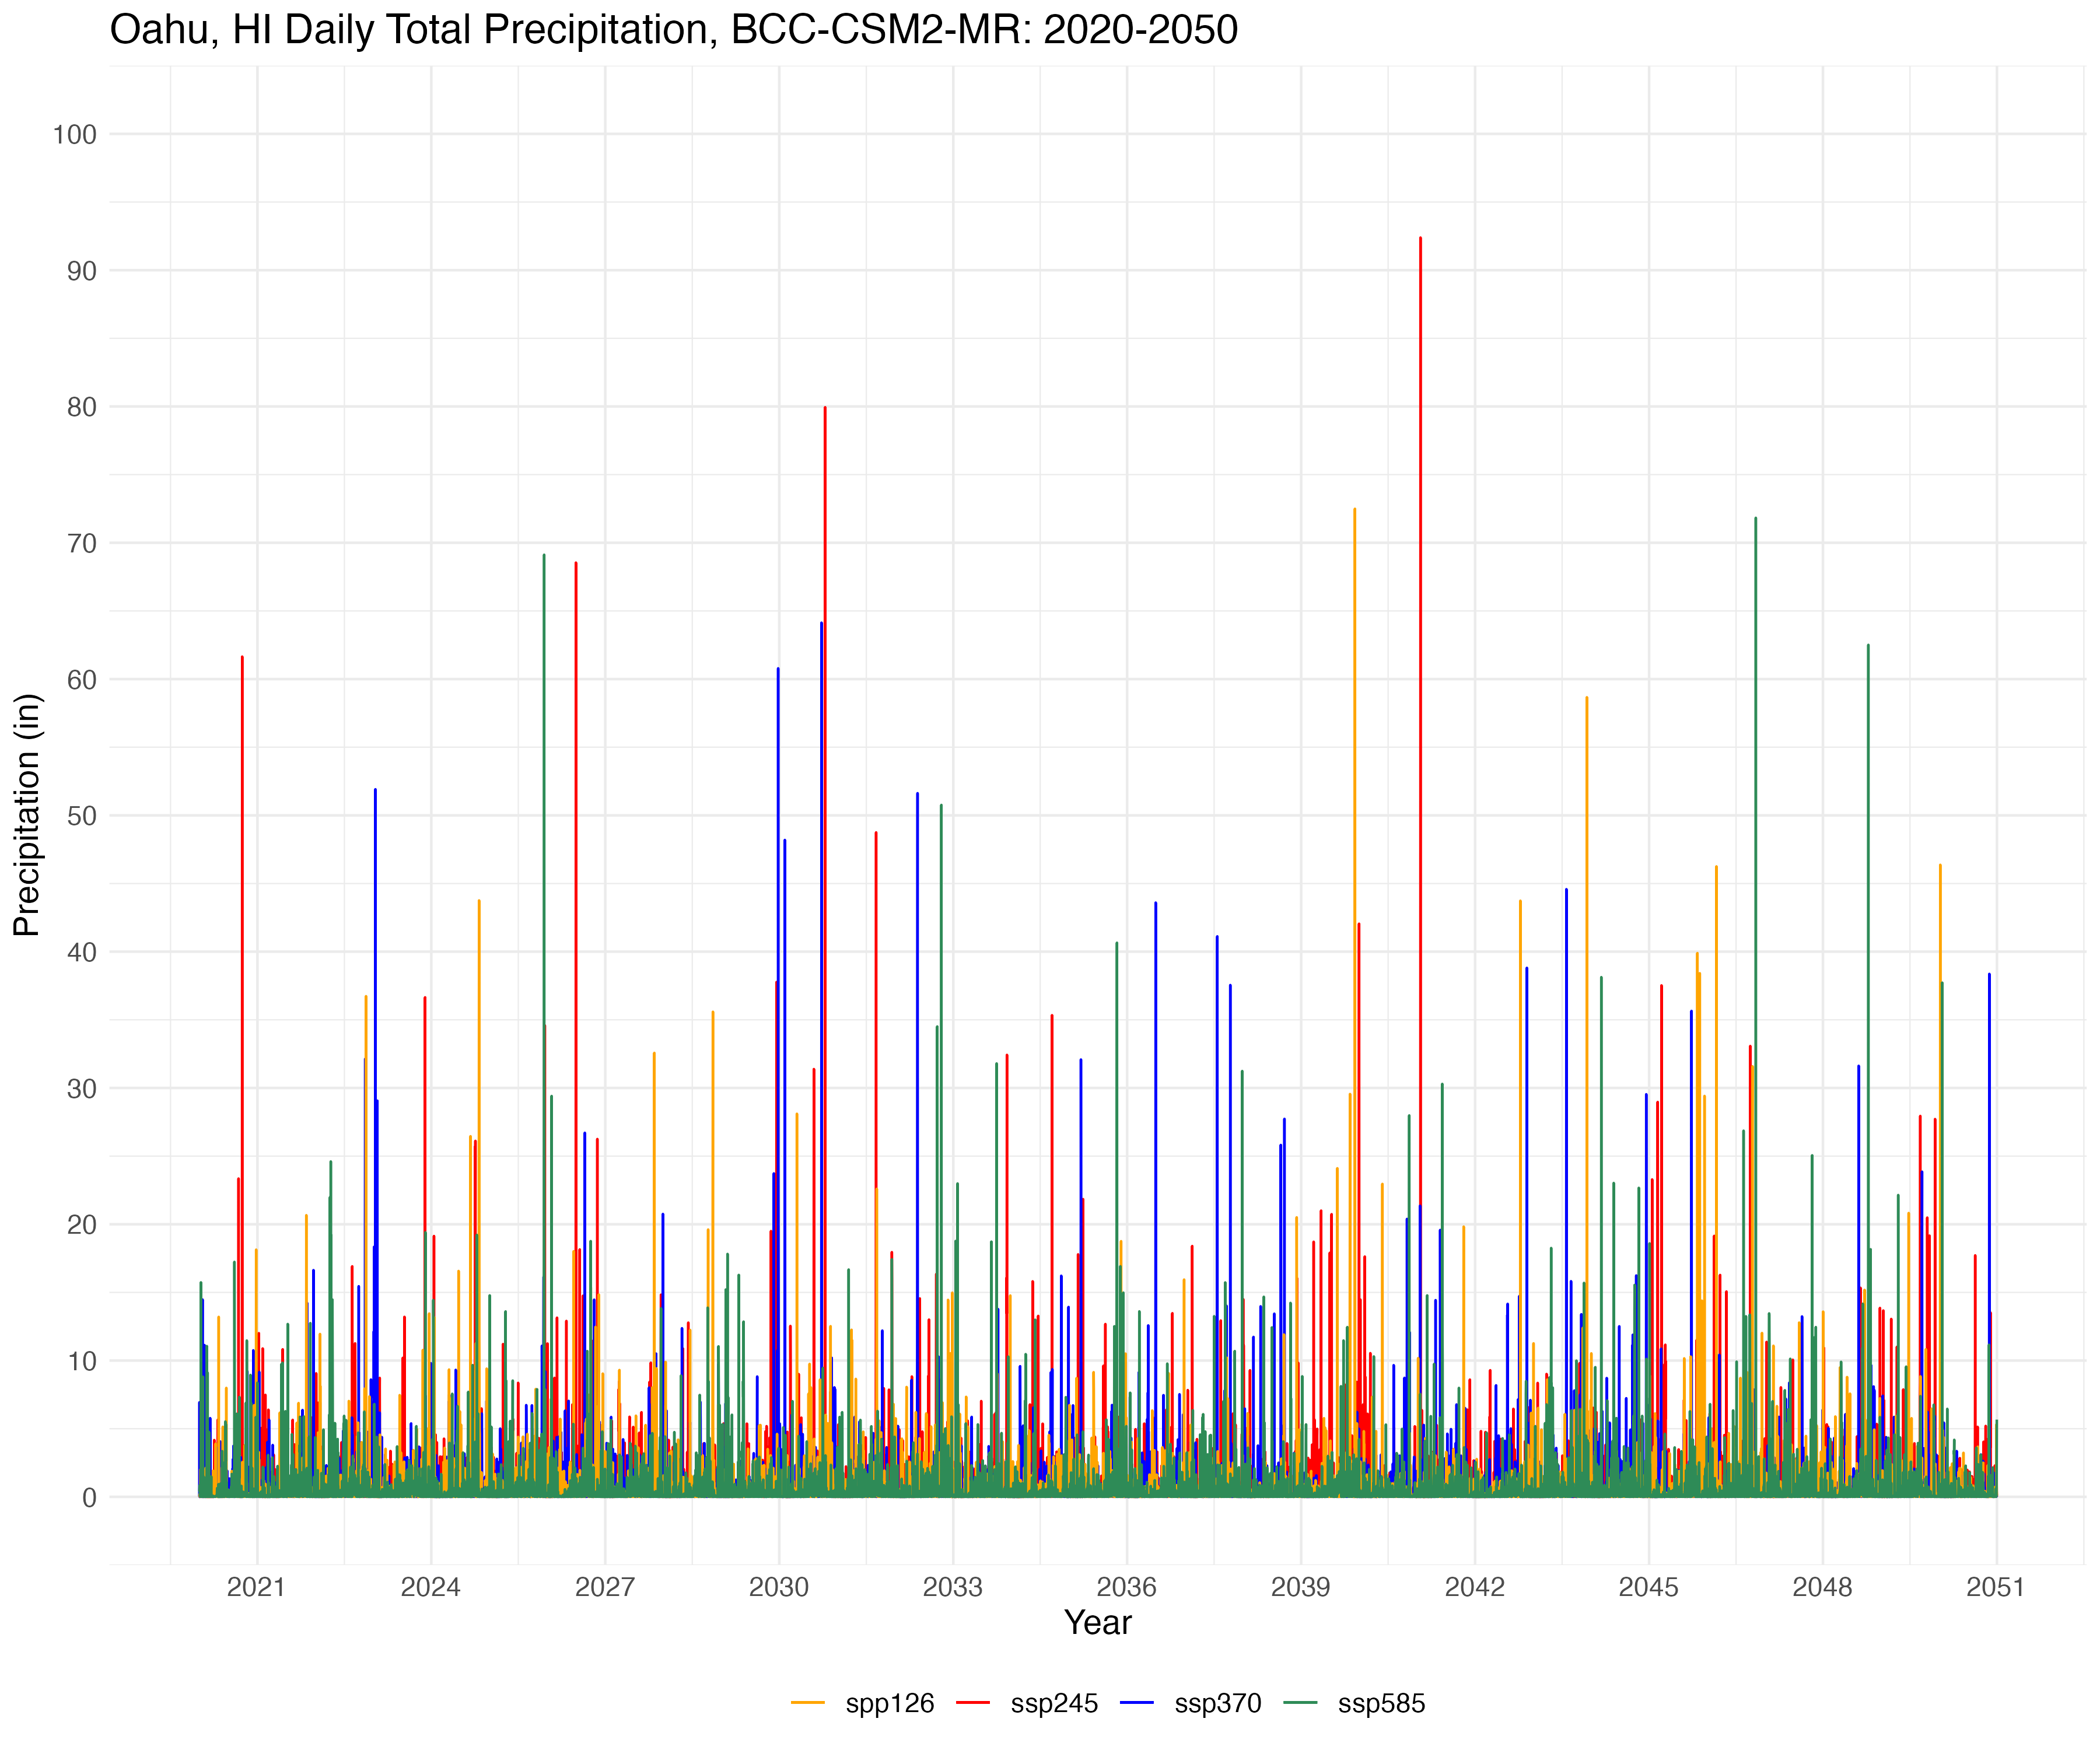 Oahu, HI Daily Total Precipitation, BCC-CSM2-MR: 2020-2050
Precipitation (in)
100
90
80
70
60
50
40
30
20
10
0
2021 2024 2027 2030 2033 2036 2039 2042 2045 2048 2051
Year
spp126 ssp245 ssp370 ssp585